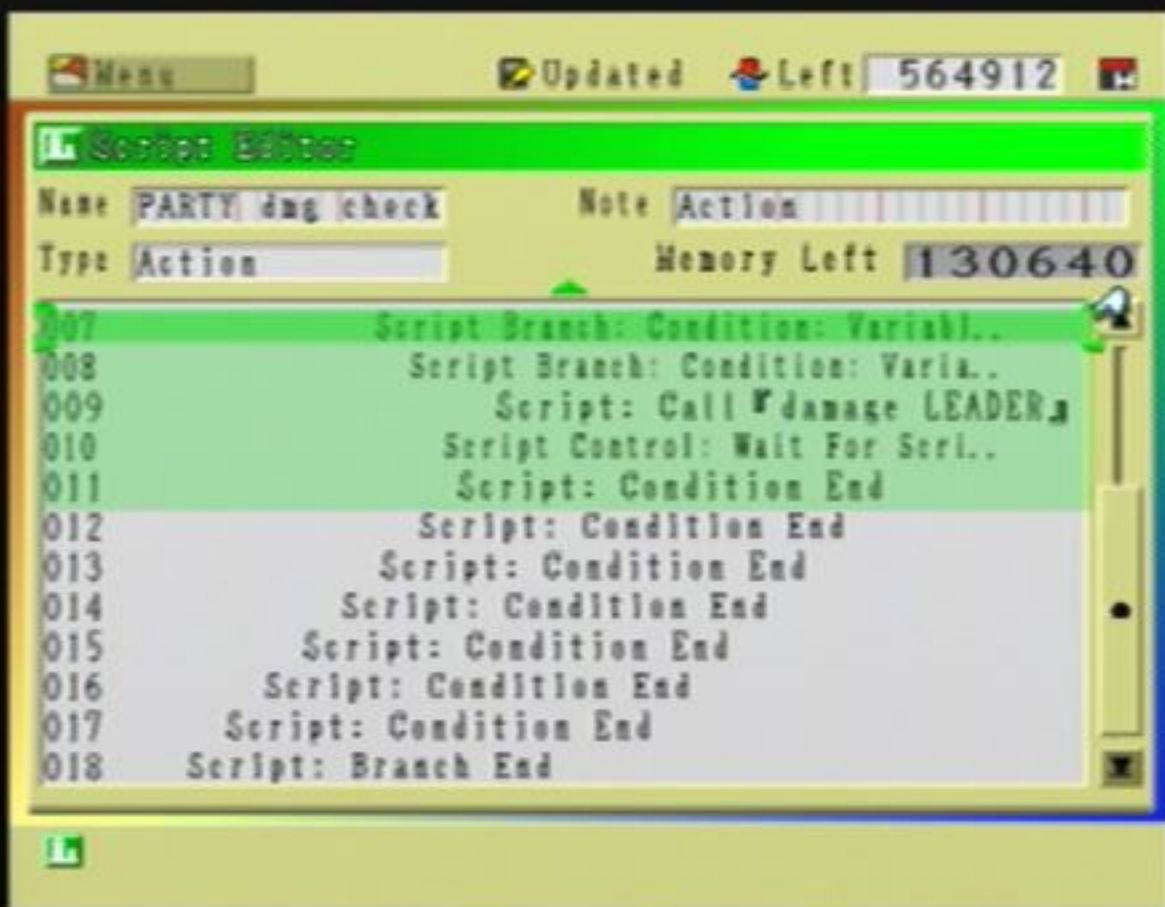 Menu Updated Left 564912
Script Editor
Name PARTY dmg check Note Action
Type Action Memory Left 130640
007 Script Branch: Condition: Variabl..
008 Script Branch: Condition: Varia..
009 Script: Call『damage LEADER』
010 Script Control: Wait For Scri..
011 Script: Condition End
012 Script: Condition End
013 Script: Condition End
014 Script: Condition End
015 Script: Condition End
016 Script: Condition End
017 Script: Condition End
018 Script: Branch End